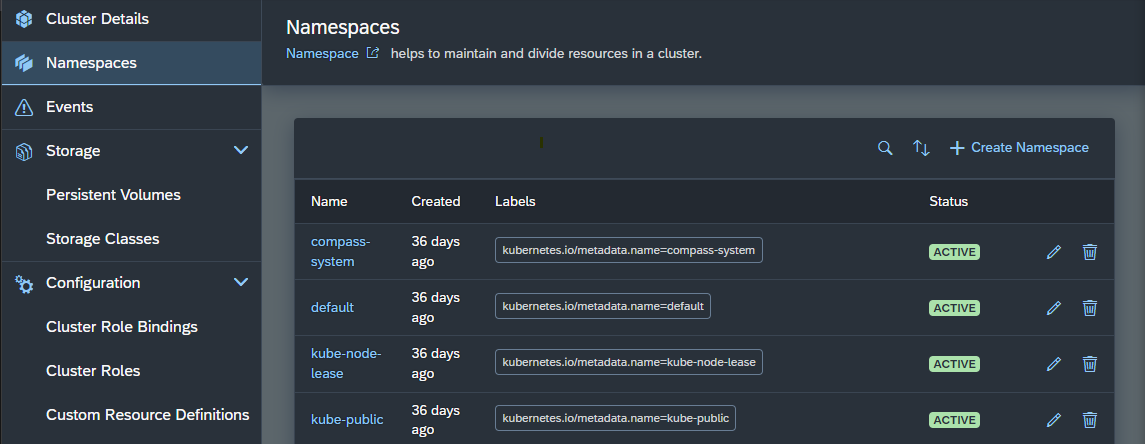 Cluster Details
Namespaces
Events
Storage
Persistent Volumes
Storage Classes
Configuration
Cluster Role Bindings
Cluster Roles
Custom Resource Definitions
Namespaces
Namespace helps to maintain and divide resources in a cluster.
Create Namespace
Name Created Labels Status
compass-
system
36 days
ago
kubernetes.io/metadata.name=compass-system
ACTIVE
default
36 days
ago
kubernetes.io/metadata.name=default
ACTIVE
kube-node-
lease
36 days
ago
kubernetes.io/metadata.name=kube-node-lease
ACTIVE
kube-public
36 days
ago
kubernetes.io/metadata.name=kube-public
ACTIVE